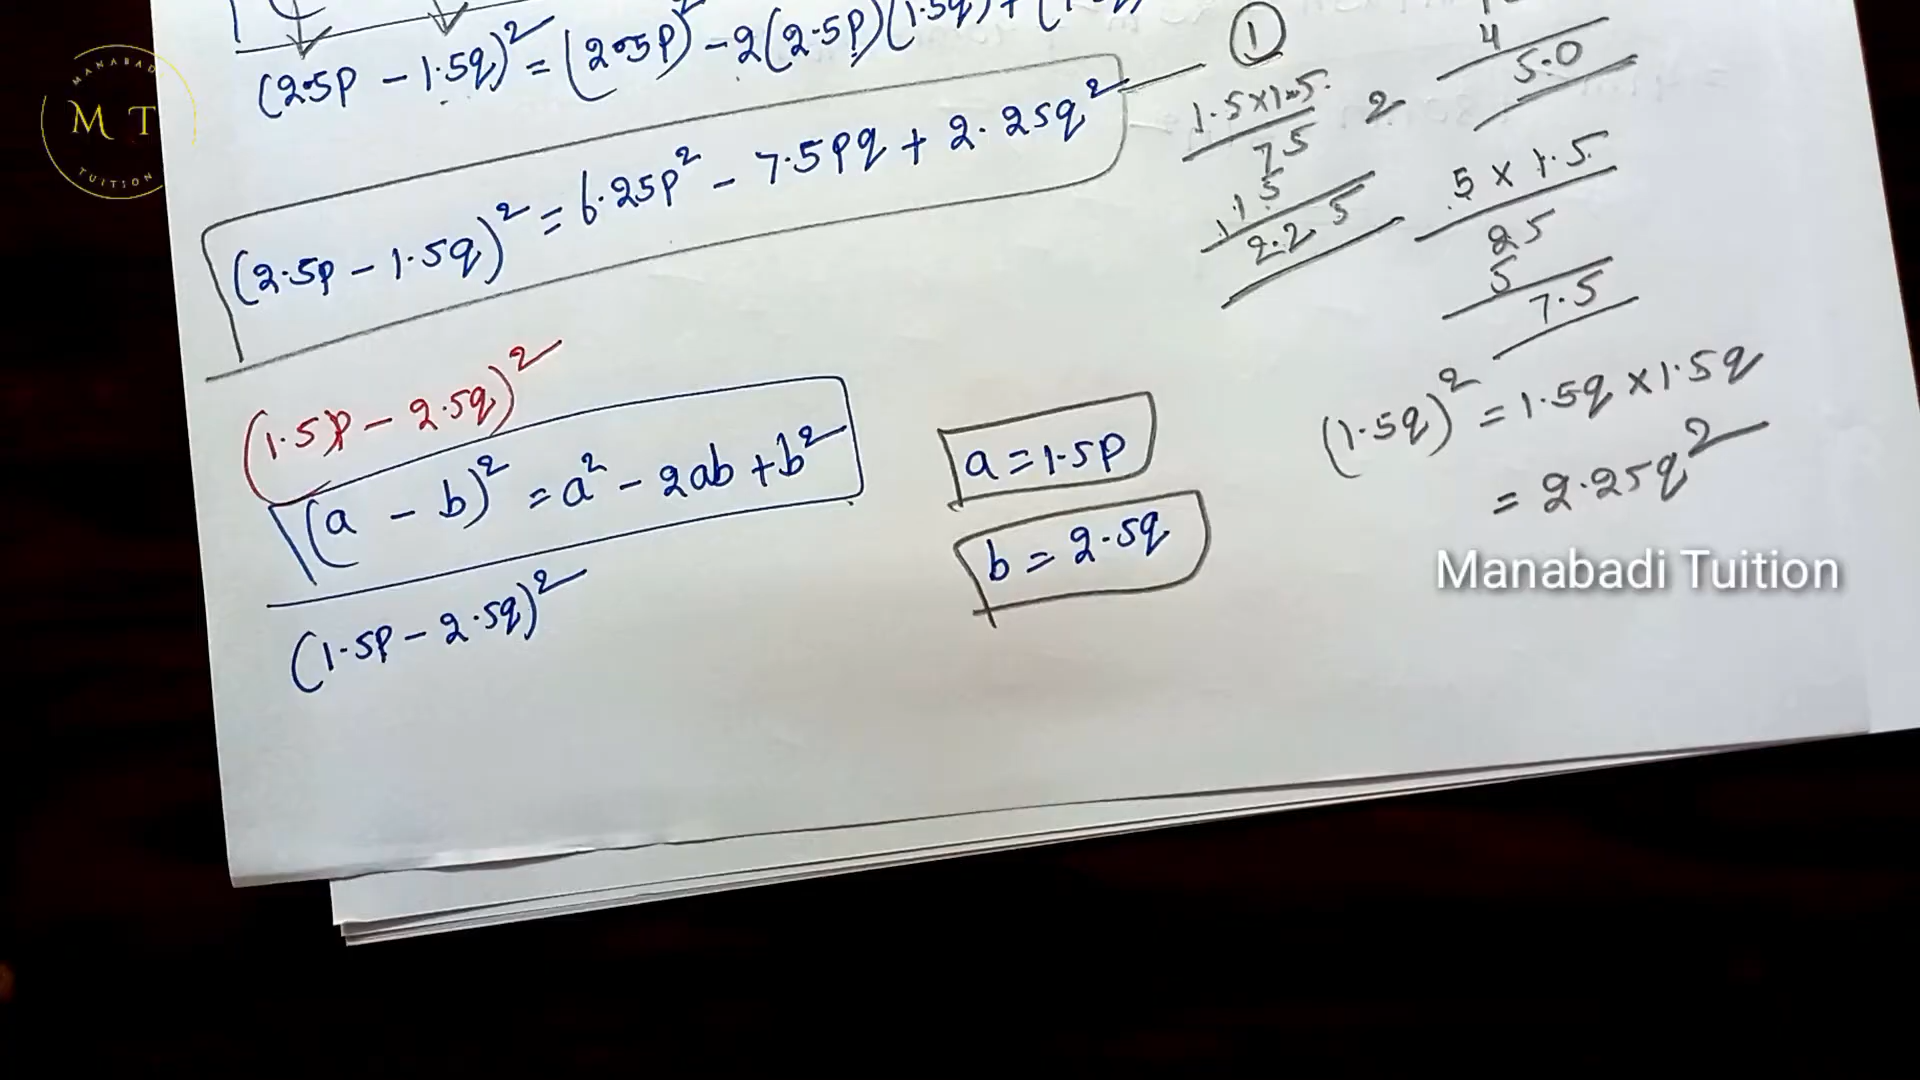 MANABADI
M T
TUITION
(2.5p - 1.5q)² = (2.5p)² - 2(2.5p)(1.5q) + (
(2.5p - 1.5q)² = 6.25p² - 7.5pq + 2.25q²
1
(1.5p - 2.5q)²
(a - b)² = a² - 2ab + b²
(1.5p - 2.5q)²
a = 1.5p
b = 2.5q
1.5×1.5
75
15
2.25
2
4
5.0
5 × 1.5
25
5
7.5
(1.5q)² = 1.5q × 1.5q
= 2.25q²
Manabadi Tuition